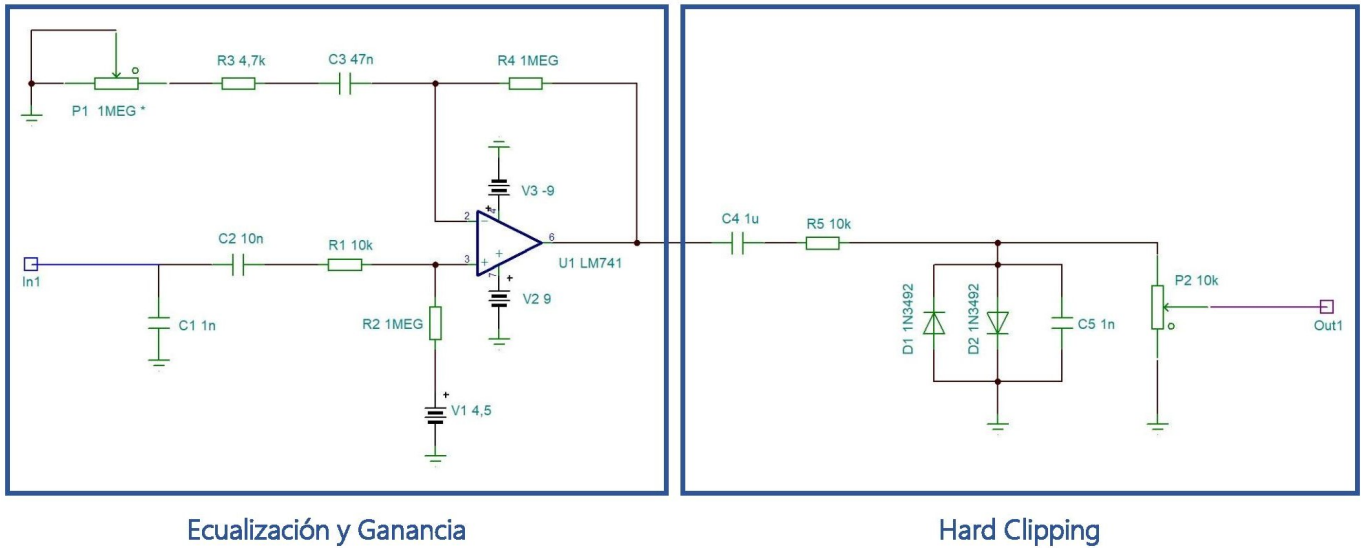 R3 4,7k
C3 47n
R4 1MEG
P1 1MEG *
V3 -9
4
2
6
3
7
U1 LM741
V2 9
C2 10n
R1 10k
In1
C1 1n
R2 1MEG
V1 4,5
C4 1u
R5 10k
P2 10k
D1 1N3492
D2 1N3492
C5 1n
Out1
Ecualización y Ganancia
Hard Clipping